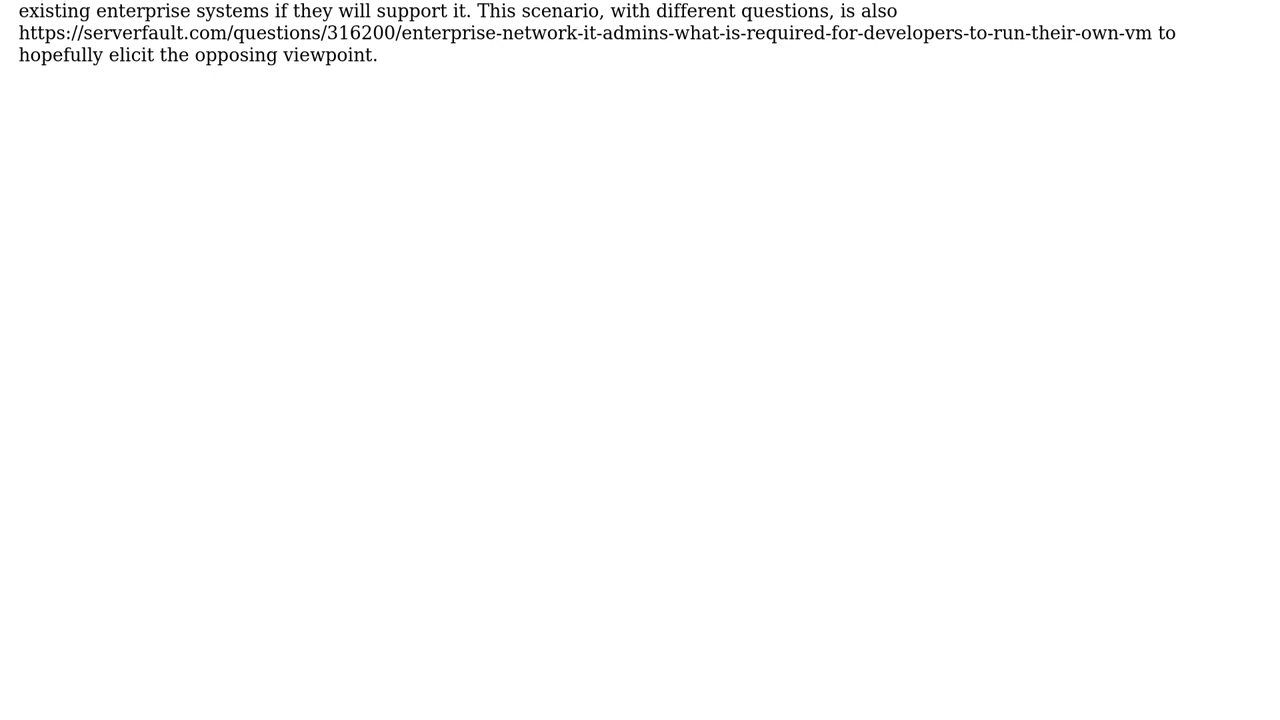 existing enterprise systems if they will support it. This scenario, with different questions, is also
https://serverfault.com/questions/316200/enterprise-network-it-admins-what-is-required-for-developers-to-run-their-own-vm to
hopefully elicit the opposing viewpoint.